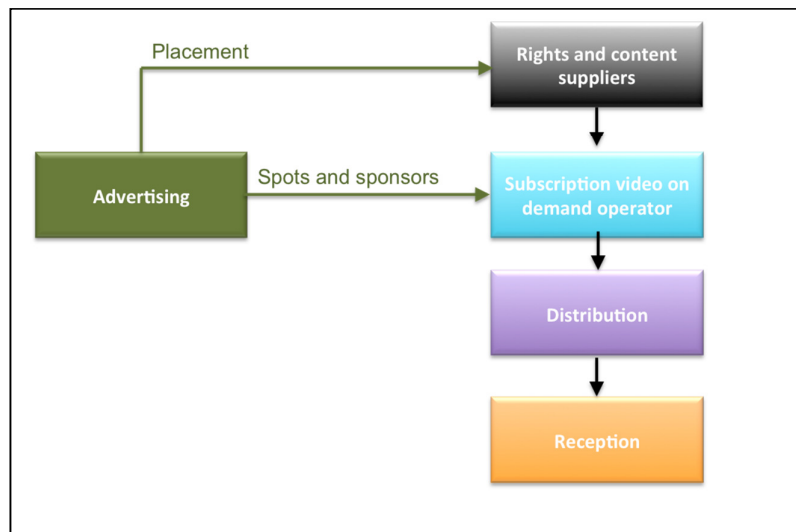 Placement
Rights and content
suppliers
Advertising
Spots and sponsors
Subscription video on
demand operator
Distribution
Reception